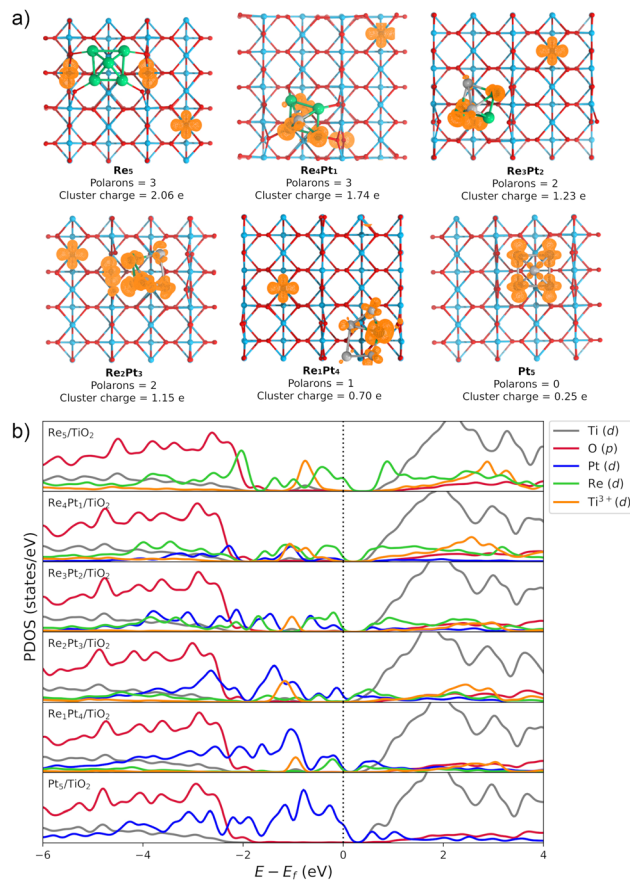 a)
Re₅
Polarons = 3
Cluster charge = 2.06 e
Re₄Pt₁
Polarons = 3
Cluster charge = 1.74 e
Re₃Pt₂
Polarons = 2
Cluster charge = 1.23 e
Re₂Pt₃
Polarons = 2
Cluster charge = 1.15 e
Re₁Pt₄
Polarons = 1
Cluster charge = 0.70 e
Pt₅
Polarons = 0
Cluster charge = 0.25 e
b)
Re₅/TiO₂
Re₄Pt₁/TiO₂
Re₃Pt₂/TiO₂
Re₂Pt₃/TiO₂
Re₁Pt₄/TiO₂
Pt₅/TiO₂
Ti (d)
O (p)
Pt (d)
Re (d)
Ti³⁺(d)
PDOS (states/eV)
−6 −4 −2 0 2 4
E − E_f (eV)